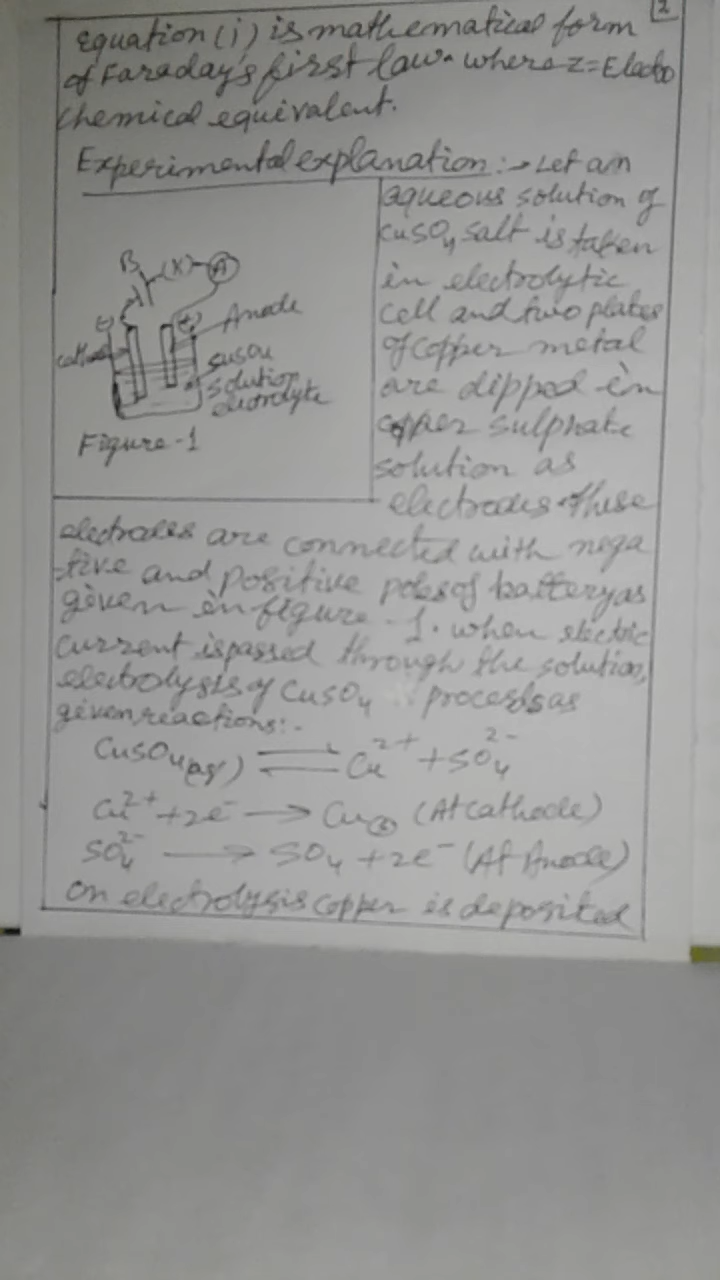 2
equation (i) is mathematical form
of Faraday's first law. where z = Electro
chemical equivalent.
Experimental explanation :→ Let an
aqueous solution of
CuSO4 salt is taken
in electrolytic
cell and two plates
of copper metal
are dipped in
copper sulphate
solution as
electrodes. These
B
(K)
A
(-)
(+)
Anode
cathode
CuSO4
solution
electrolyte
Figure-1
electrodes are connected with nega
-tive and positive poles of battery as
given in figure -1. when electric
current is passed through the solution,
electrolysis of CuSO4 processes as
given reactions:-
CuSO4(aq) ⇌ Cu2+ + SO4 2-
Cu2+ + 2e- → Cu(s) (At cathode)
SO4 2- → SO4 + 2e- (At Anode)
On electrolysis copper is deposited